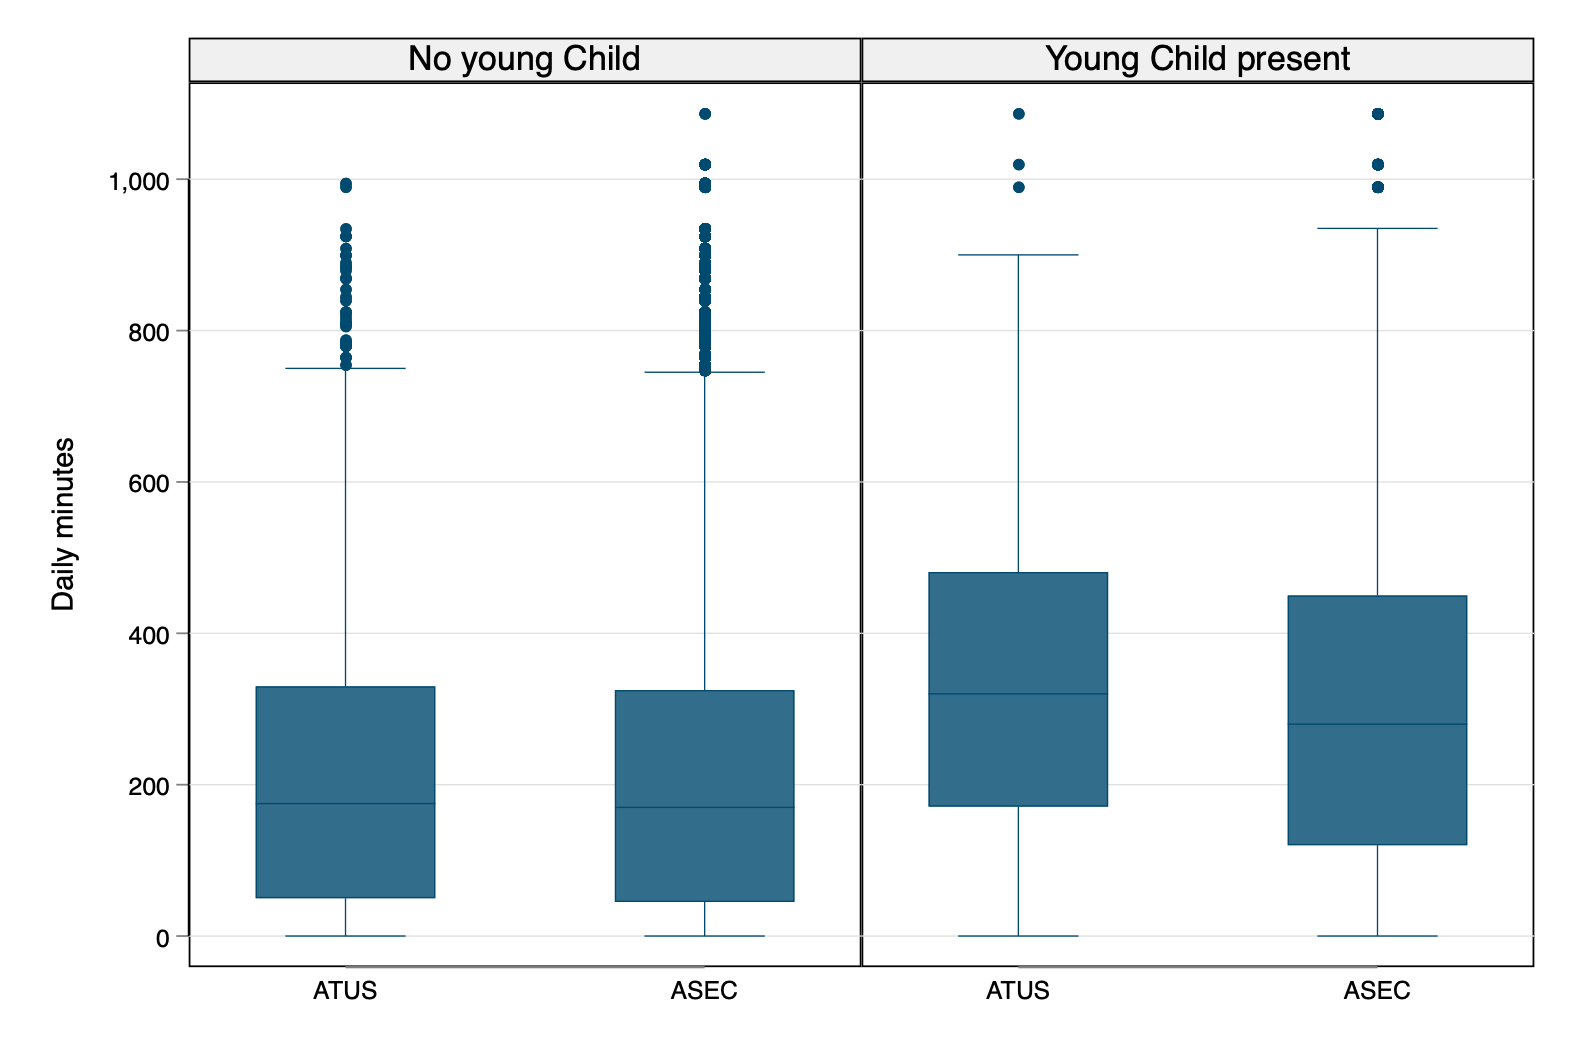 No young Child
Young Child present
Daily minutes
1,000
800
600
400
200
0
ATUS
ASEC
ATUS
ASEC